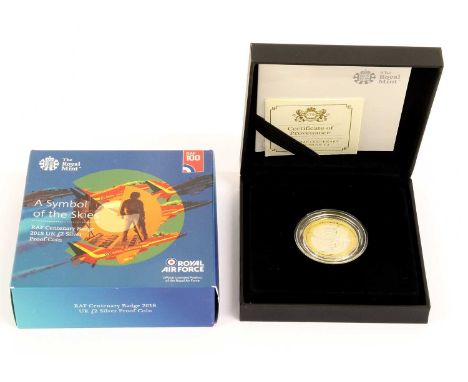 The
Royal
Mint
RAF
100
A Symbol
of the Skies
RAF Centenary Badge
2018 UK £2 Silver
Proof Coin
ROYAL
AIR FORCE
RAF Centenary Badge 2018
UK £2 Silver Proof Coin
The
Royal
Mint
Certificate of
Provenance